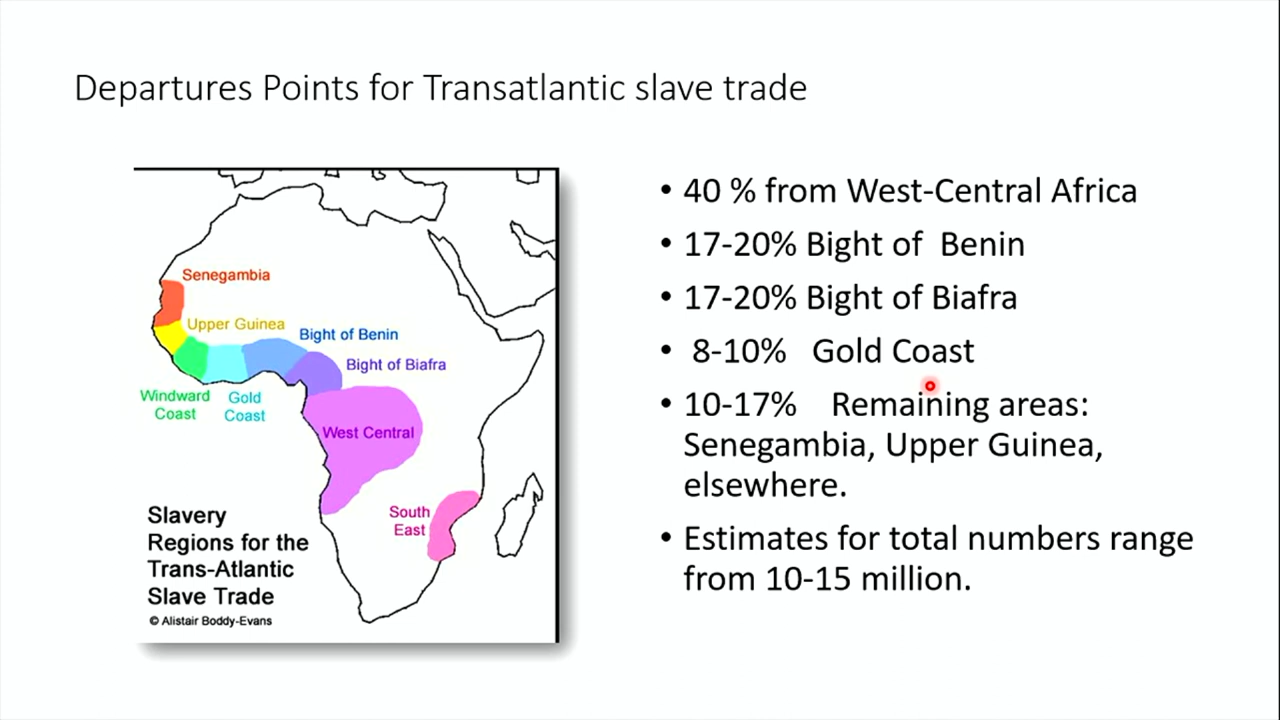 Departures Points for Transatlantic slave trade
Senegambia
Upper Guinea
Bight of Benin
Bight of Biafra
Windward
Coast
Gold
Coast
West Central
South
East
Slavery
Regions for the
Trans-Atlantic
Slave Trade
© Alistair Boddy-Evans
• 40 % from West-Central Africa
• 17-20% Bight of  Benin
• 17-20% Bight of Biafra
•  8-10%   Gold Coast
• 10-17%    Remaining areas:
Senegambia, Upper Guinea,
elsewhere.
• Estimates for total numbers range
from 10-15 million.